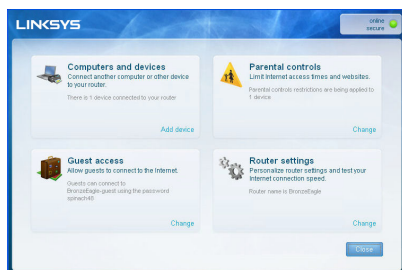 LINKSYS
online
secure
Computers and devices
Connect another computer or other device
to your router.
There is 1 device connected to your router
Add device
Parental controls
Limit Internet access times and websites.
Parental controls restrictions are being applied to
1 device
Change
Guest access
Allow guests to connect to the Internet.
Guests can connect to
BronzeEagle-guest using the password
spinach48
Change
Router settings
Personalize router settings and test your
Internet connection speed.
Router name is BronzeEagle
Change
Close